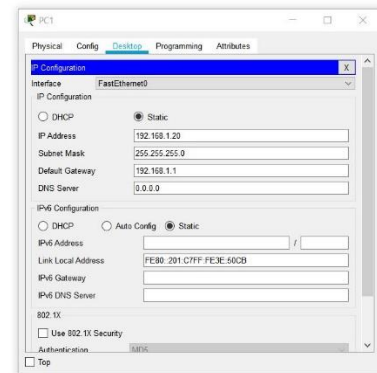 PC1
Physical Config Desktop Programming Attributes
IP Configuration X
Interface FastEthernet0
IP Configuration
DHCP Static
IP Address 192.168.1.20
Subnet Mask 255.255.255.0
Default Gateway 192.168.1.1
DNS Server 0.0.0.0
IPv6 Configuration
DHCP Auto Config Static
IPv6 Address /
Link Local Address FE80::201:C7FF:FE3E:50CB
IPv6 Gateway
IPv6 DNS Server
802.1X
Use 802.1X Security
Authentication MD5
Top